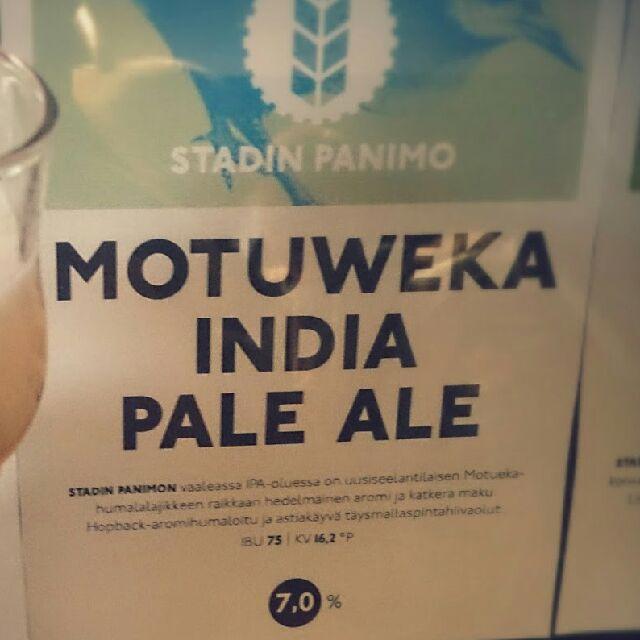 STADIN PANIMO
MOTUWEKA
INDIA
PALE ALE
STADIN PANIMON vaaleassa IPA-oluessa on uusiseelantilaisen Motueka-
humalalajikkeen raikkaan hedelmäinen aromi ja katkera maku.
Hopback-aromihumaloitu ja astiakäyvä täysmallaspintahiivaolut.
IBU 75 | KV 16,2 °P
7,0 %